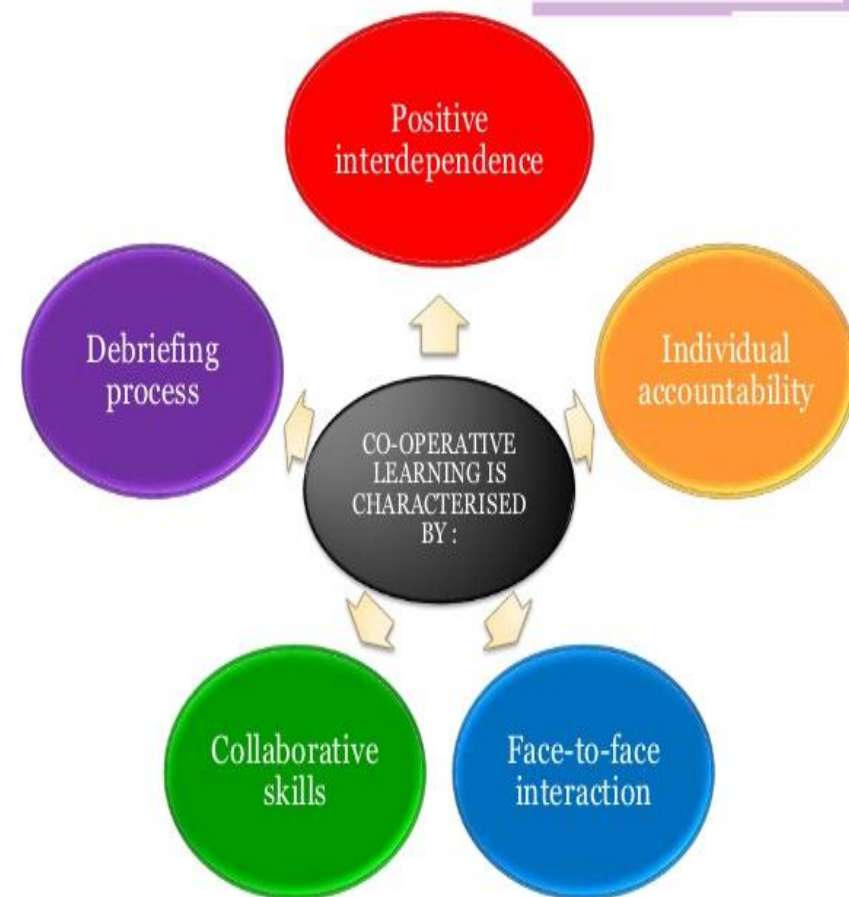 Positive
interdependence
Individual
accountability
Face-to-face
interaction
Collaborative
skills
Debriefing
process
CO-OPERATIVE
LEARNING IS
CHARACTERISED
BY :